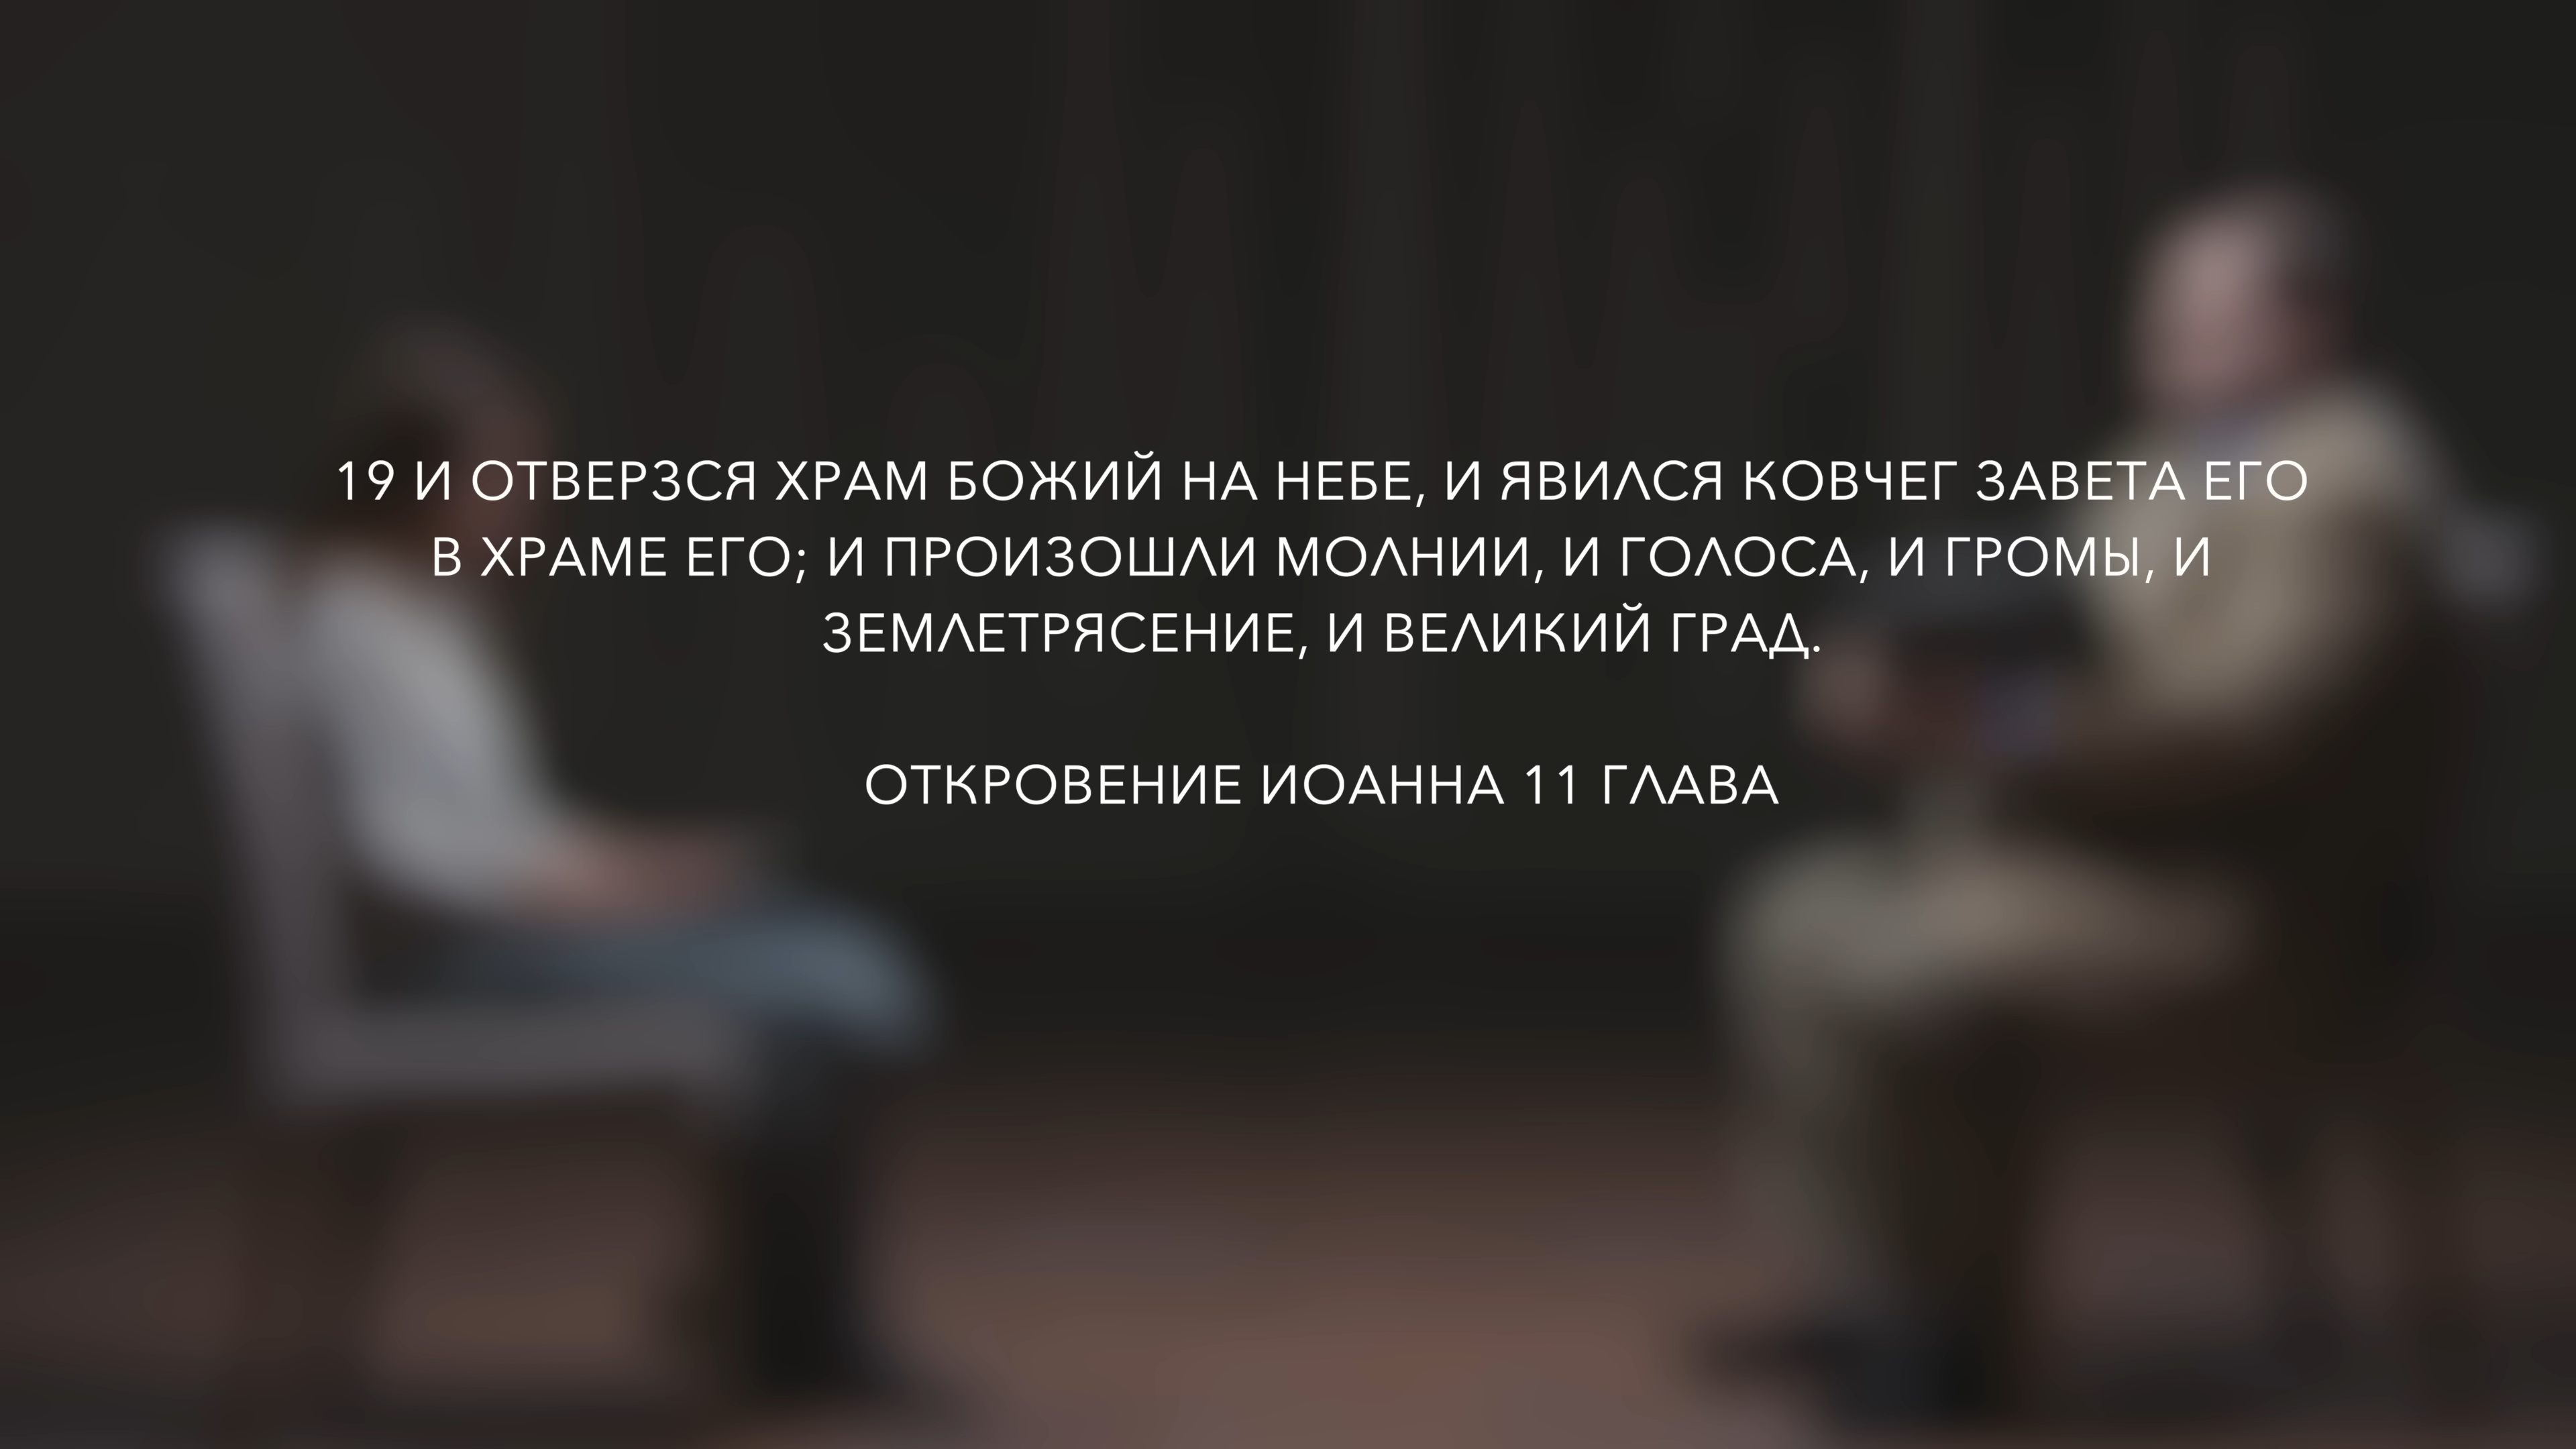 19 И ОТВЕРЗСЯ ХРАМ БОЖИЙ НА НЕБЕ, И ЯВИЛСЯ КОВЧЕГ ЗАВЕТА ЕГО
В ХРАМЕ ЕГО; И ПРОИЗОШЛИ МОЛНИИ, И ГОЛОСА, И ГРОМЫ, И
ЗЕМЛЕТРЯСЕНИЕ, И ВЕЛИКИЙ ГРАД.
ОТКРОВЕНИЕ ИОАННА 11 ГЛАВА